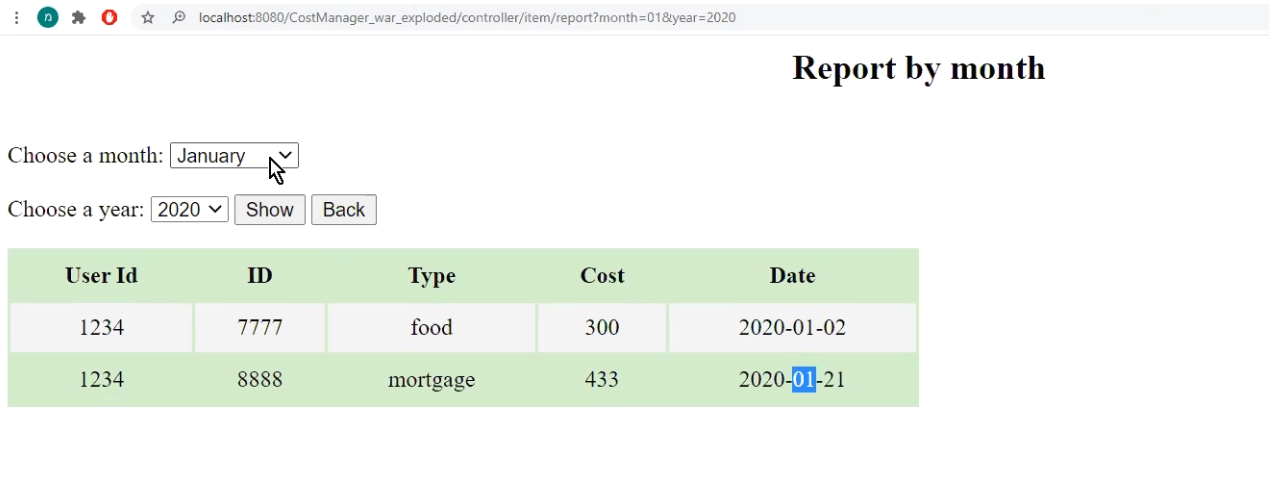 n localhost:8080/CostManager_war_exploded/controller/item/report?month=01&year=2020
Report by month
Choose a month: January
Choose a year: 2020 Show Back
User Id ID Type Cost Date
1234 7777 food 300 2020-01-02
1234 8888 mortgage 433 2020-01-21